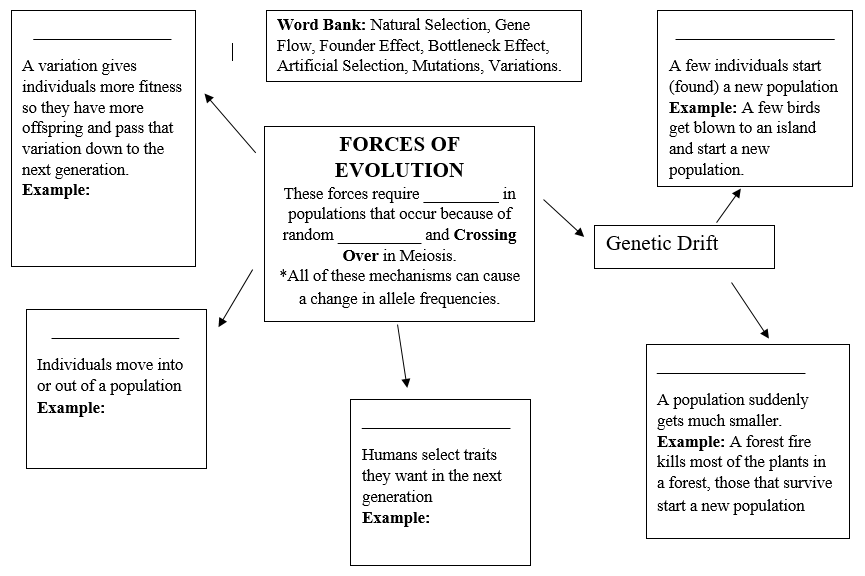 Word Bank: Natural Selection, Gene
Flow, Founder Effect, Bottleneck Effect,
Artificial Selection, Mutations, Variations.
____________________
A variation gives
individuals more fitness
so they have more
offspring and pass that
variation down to the
next generation.
Example:
____________________
A few individuals start
(found) a new population
Example: A few birds
get blown to an island
and start a new
population.
FORCES OF
EVOLUTION
These forces require _________ in
populations that occur because of
random __________ and Crossing
Over in Meiosis.
*All of these mechanisms can cause
a change in allele frequencies.
Genetic Drift
____________________
Individuals move into
or out of a population
Example:
____________________
Humans select traits
they want in the next
generation
Example:
____________________
A population suddenly
gets much smaller.
Example: A forest fire
kills most of the plants in
a forest, those that survive
start a new population